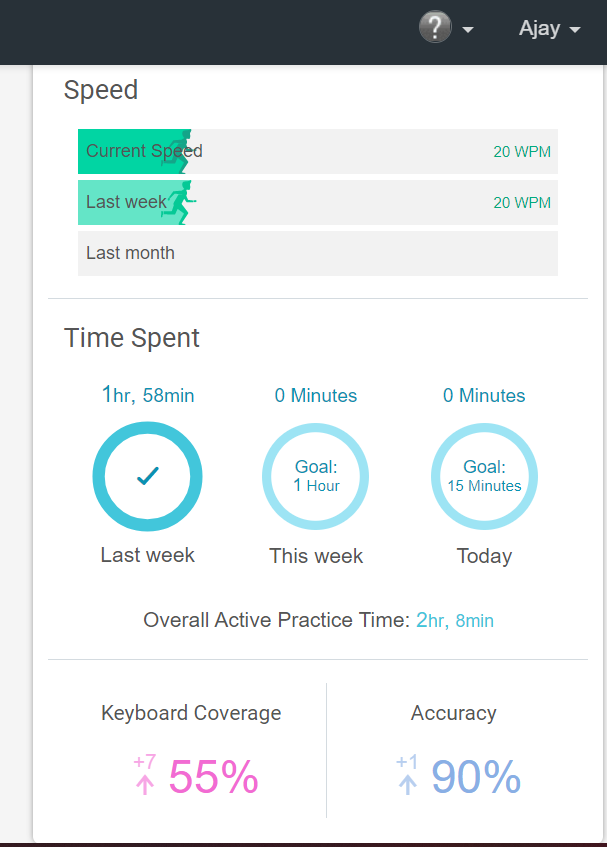 ?
Ajay
Speed
Current Speed 20 WPM
Last week 20 WPM
Last month
Time Spent
1hr, 58min 0 Minutes 0 Minutes
Goal: Goal:
1 Hour 15 Minutes
Last week This week Today
Overall Active Practice Time: 2hr, 8min
Keyboard Coverage Accuracy
+7 55% +1 90%